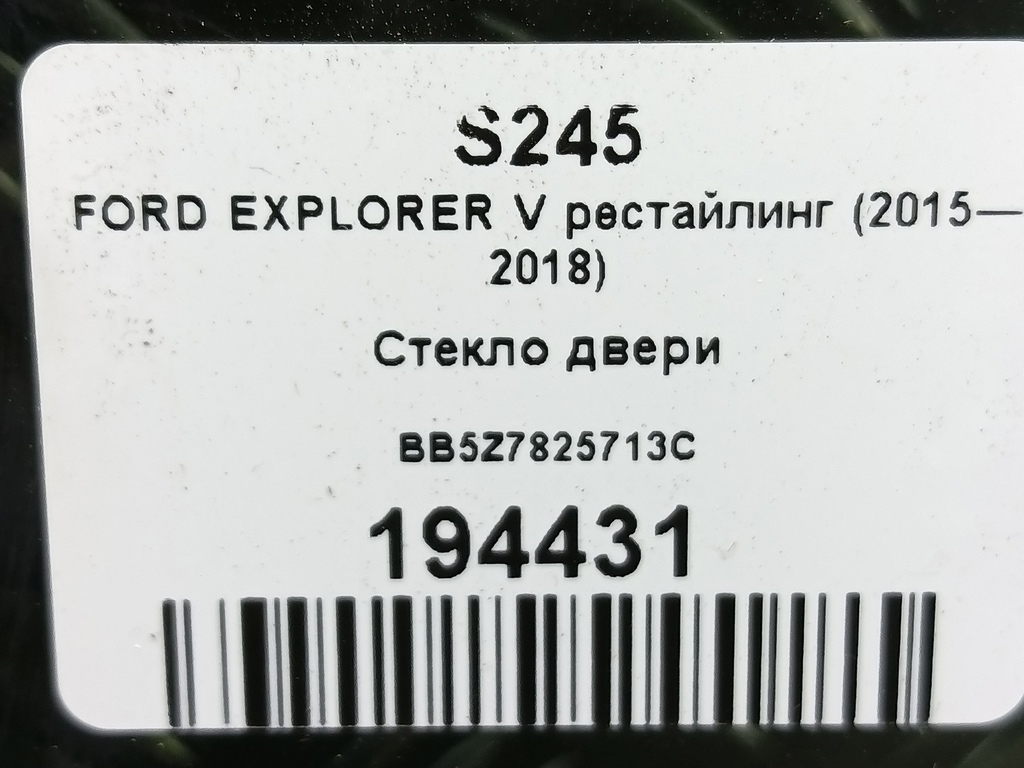 S245
FORD EXPLORER V рестайлинг (2015—
2018)
Стекло двери
BB5Z7825713C
194431